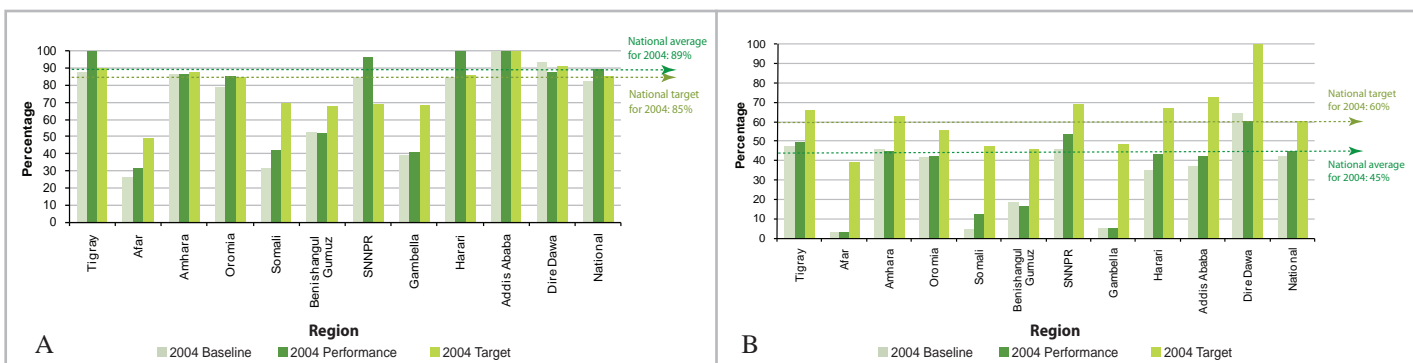 National average
for 2004: 89%
National target
for 2004: 85%
Percentage
100
90
80
70
60
50
40
30
20
10
0
Tigray
Afar
Amhara
Oromia
Somali
Benishangul
Gumuz
SNNPR
Gambella
Harari
Addis Ababa
Dire Dawa
National
Region
A
2004 Baseline
2004 Performance
2004 Target
National target
for 2004: 60%
National average
for 2004: 45%
Percentage
100
90
80
70
60
50
40
30
20
10
0
Tigray
Afar
Amhara
Oromia
Somali
Benishangul
Gumuz
SNNPR
Gambella
Harari
Addis Ababa
Dire Dawa
National
Region
B
2004 Baseline
2004 Performance
2004 Target